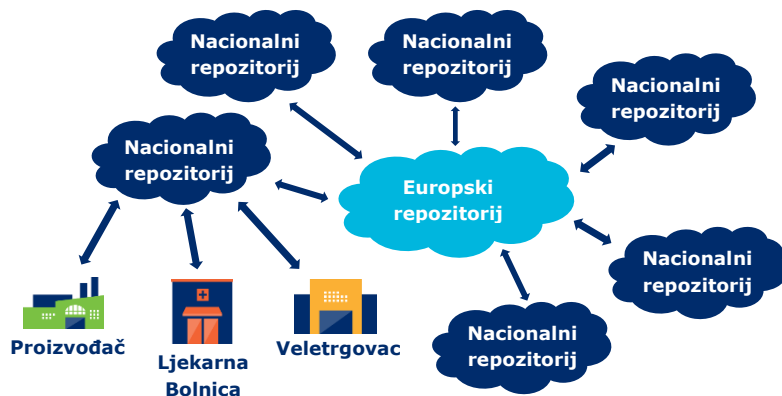 Nacionalni
repozitorij
Nacionalni
repozitorij
Nacionalni
repozitorij
Nacionalni
repozitorij
Europski
repozitorij
Nacionalni
repozitorij
Nacionalni
repozitorij
Proizvođač
Ljekarna
Bolnica
Veletrgovac